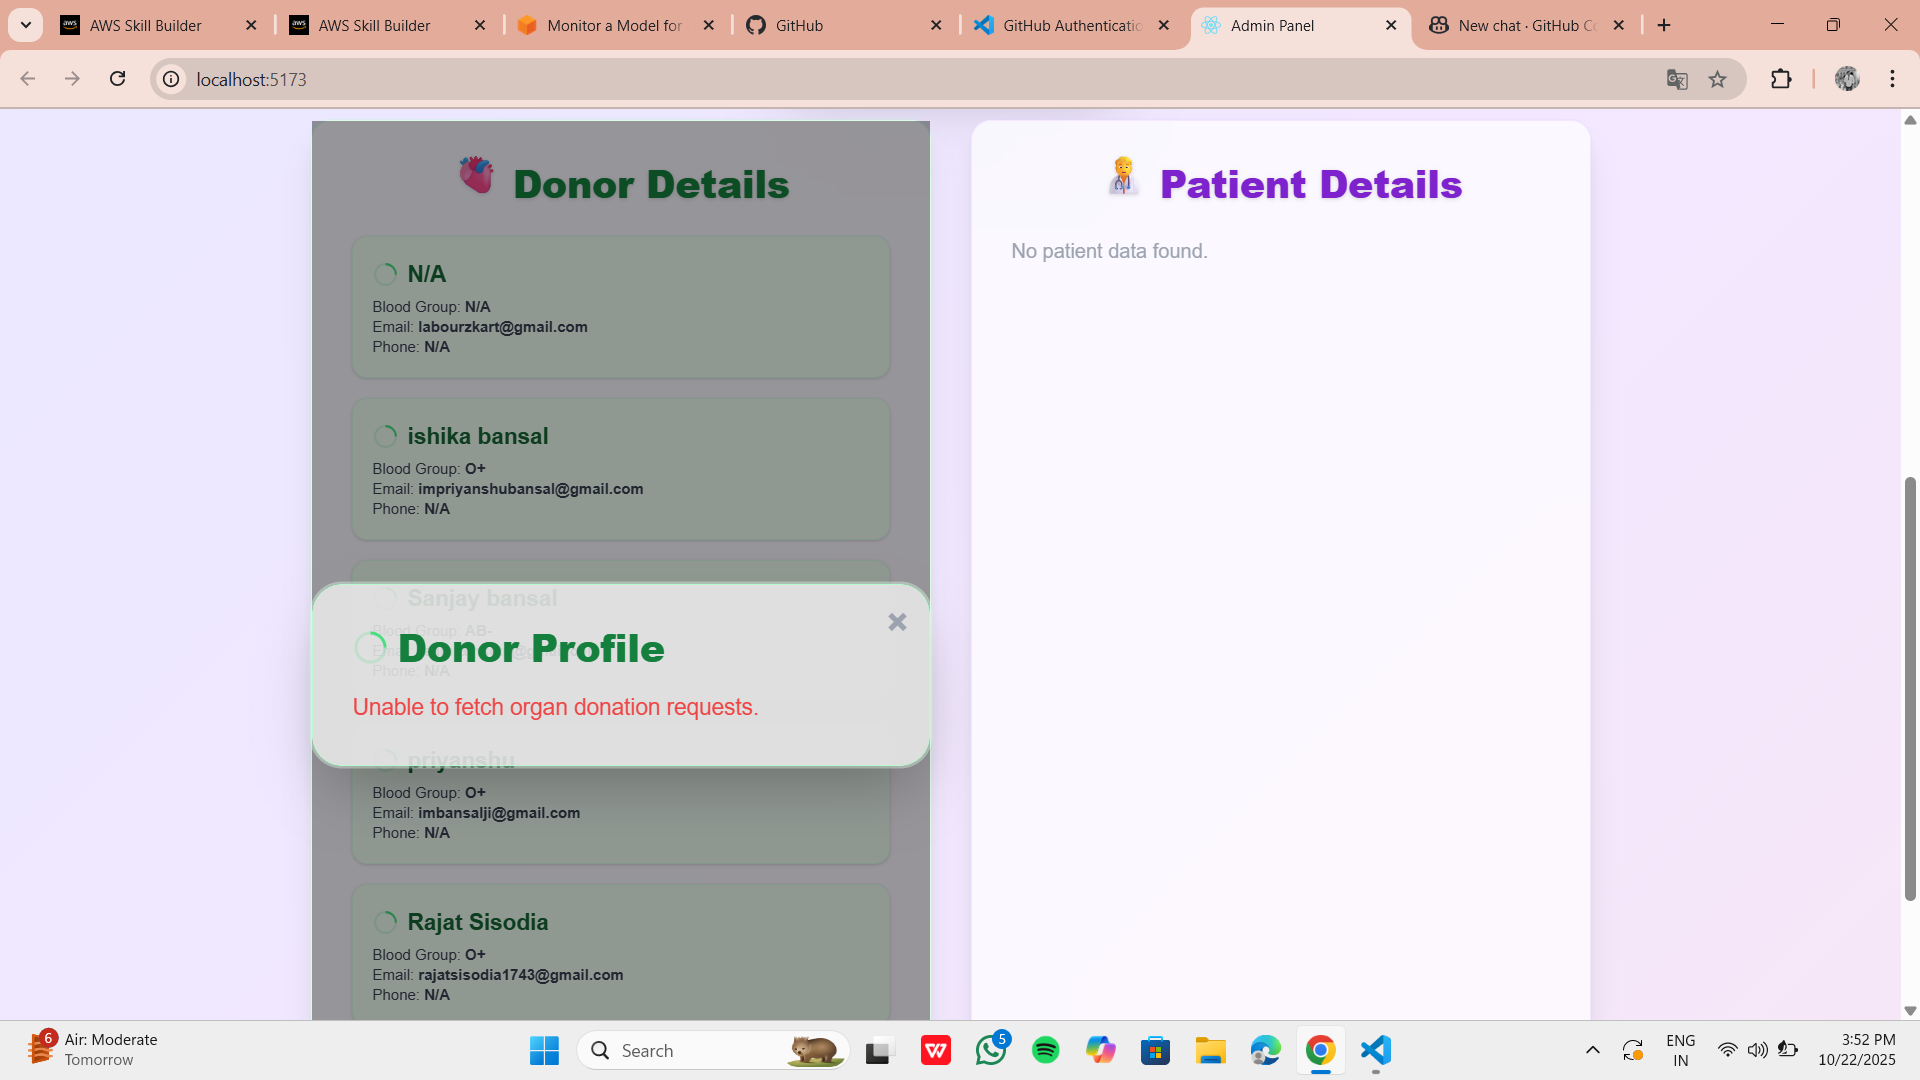 AWS Skill Builder
AWS Skill Builder
Monitor a Model for
GitHub
GitHub Authenticatio
Admin Panel
New chat · GitHub Co
localhost:5173
Donor Details
N/A
Blood Group: N/A
Email: labourzkart@gmail.com
Phone: N/A
ishika bansal
Blood Group: O+
Email: impriyanshubansal@gmail.com
Phone: N/A
Sanjay bansal
Blood Group: AB-
Phone: N/A
Donor Profile
Unable to fetch organ donation requests.
priyanshu
Blood Group: O+
Email: imbansalji@gmail.com
Phone: N/A
Rajat Sisodia
Blood Group: O+
Email: rajatsisodia1743@gmail.com
Phone: N/A
Patient Details
No patient data found.
6
Air: Moderate
Tomorrow
Search
5
ENG
IN
3:52 PM
10/22/2025